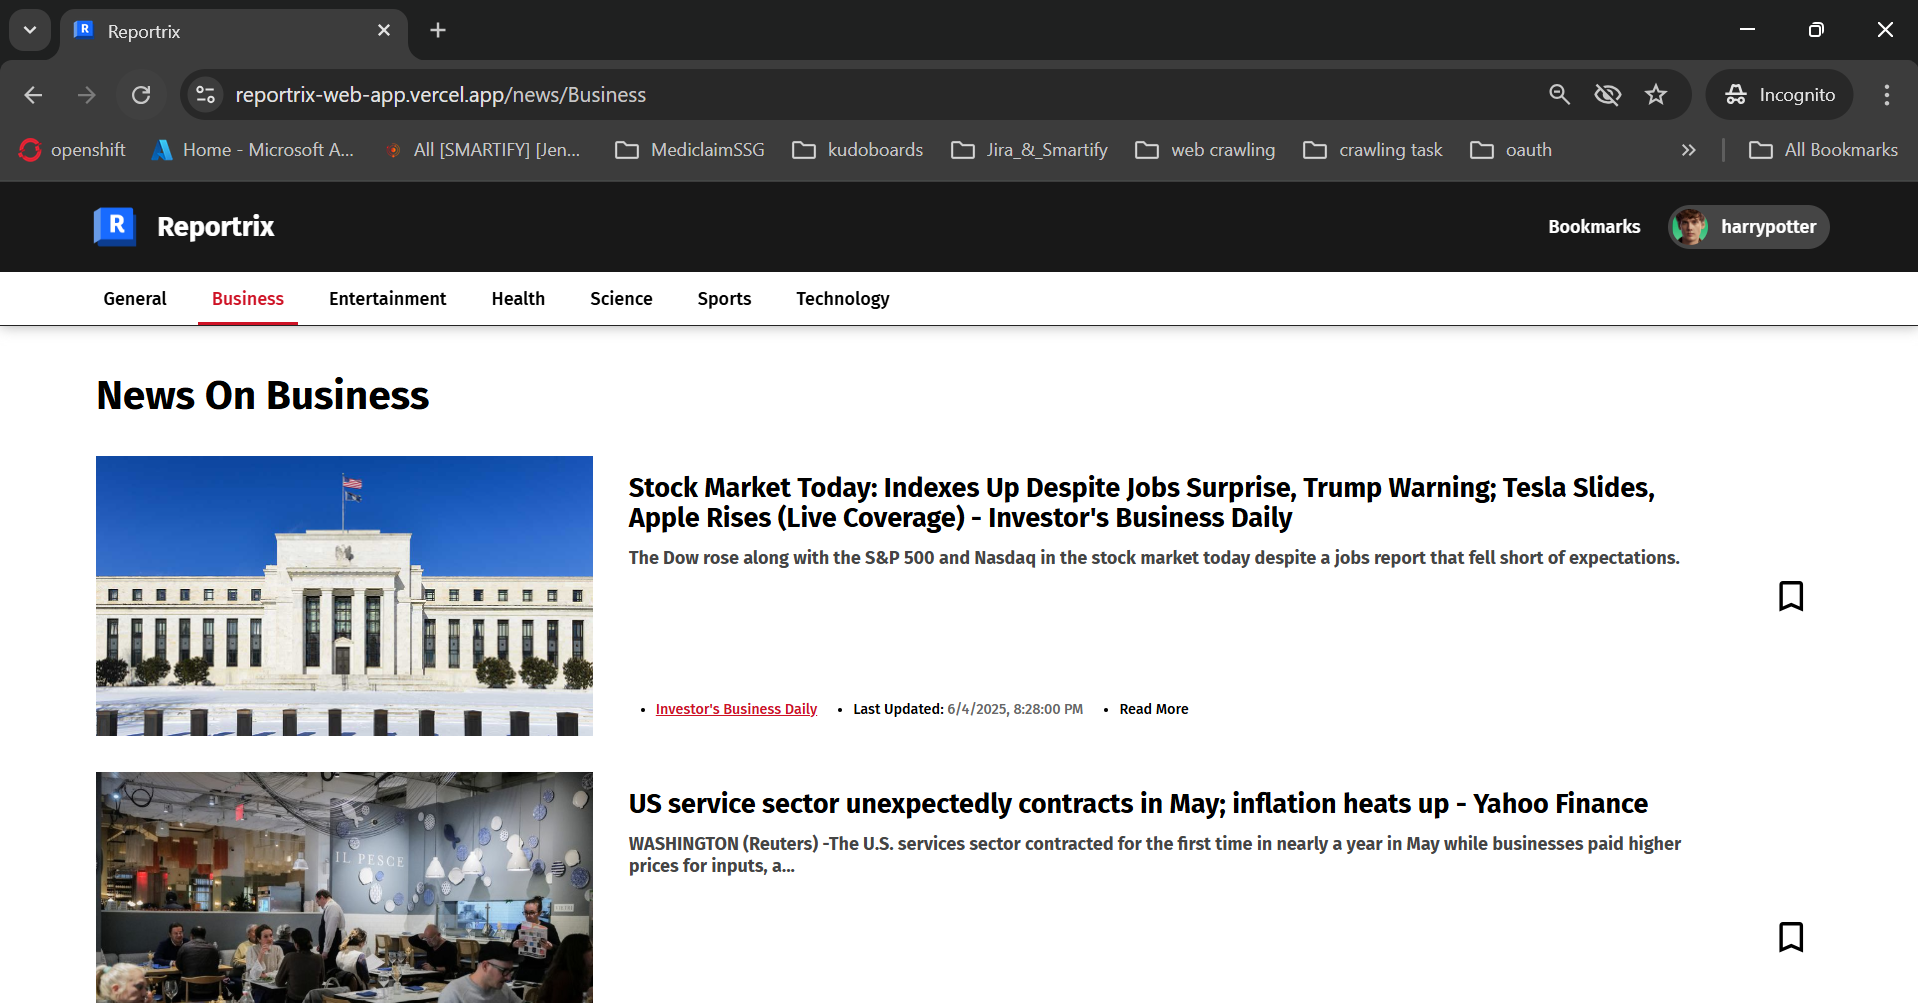 R Reportrix
reportrix-web-app.vercel.app/news/Business
Incognito
openshift
Home - Microsoft A...
All [SMARTIFY] [Jen...
MediclaimSSG
kudoboards
Jira_&_Smartify
web crawling
crawling task
oauth
All Bookmarks
R Reportrix
Bookmarks
harrypotter
General
Business
Entertainment
Health
Science
Sports
Technology
News On Business
Stock Market Today: Indexes Up Despite Jobs Surprise, Trump Warning; Tesla Slides,
Apple Rises (Live Coverage) - Investor's Business Daily
The Dow rose along with the S&P 500 and Nasdaq in the stock market today despite a jobs report that fell short of expectations.
• Investor's Business Daily • Last Updated: 6/4/2025, 8:28:00 PM • Read More
IL PESCE
US service sector unexpectedly contracts in May; inflation heats up - Yahoo Finance
WASHINGTON (Reuters) -The U.S. services sector contracted for the first time in nearly a year in May while businesses paid higher
prices for inputs, a...